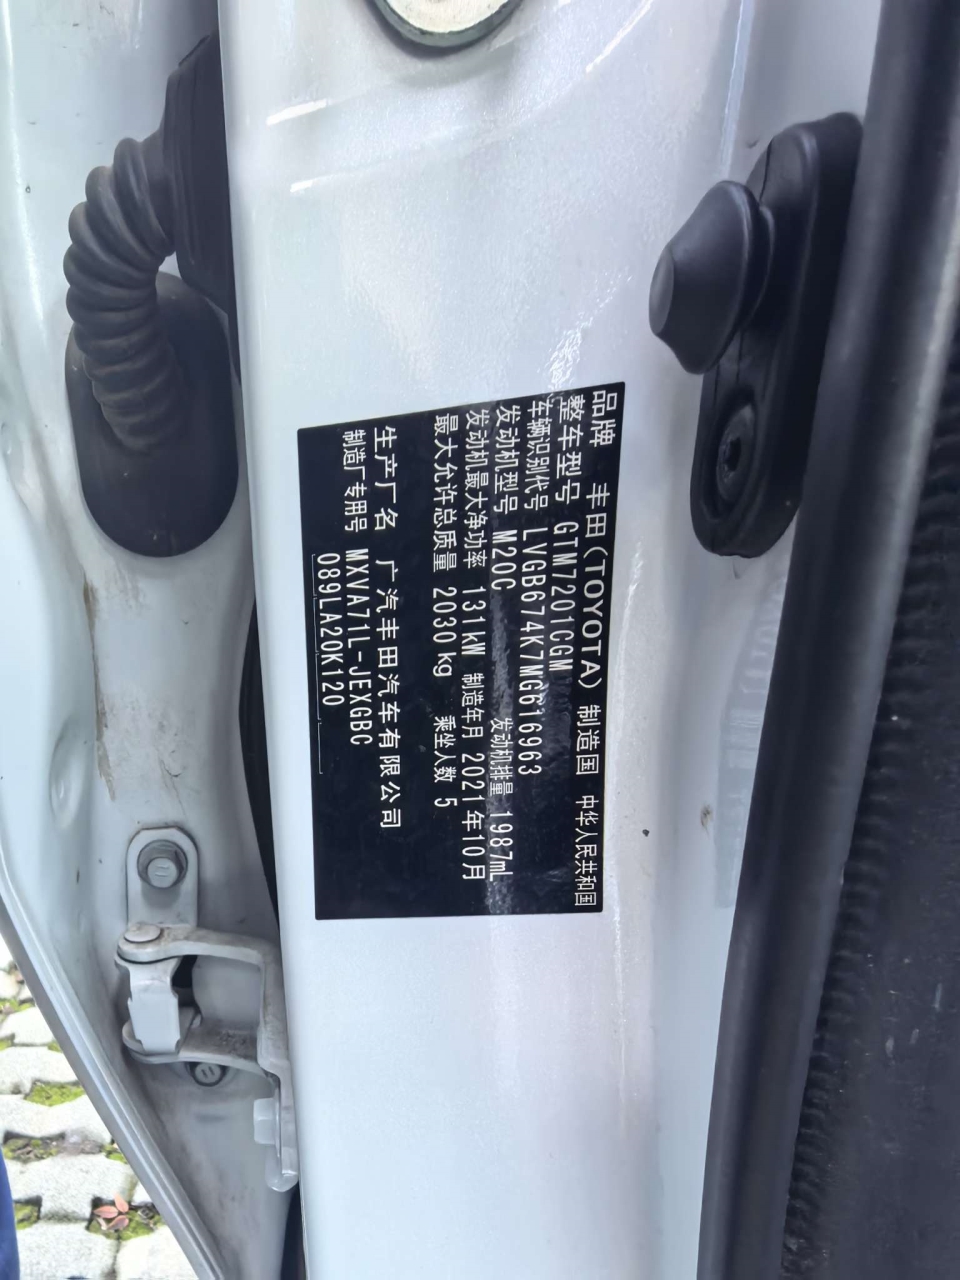 品牌 丰田(TOYOTA) 制造国 中华人民共和国
整车型号 GTM7201CGM
车辆识别代号 LVGB674K7MG616963
发动机型号 M20C 发动机排量 1987mL
发动机最大净功率 131kW 制造年月 2021年10月
最大允许总质量 2030kg 乘坐人数 5
生产厂名 广汽丰田汽车有限公司
制造厂专用号 MXVA71L-JEXGBC
089LA20K120